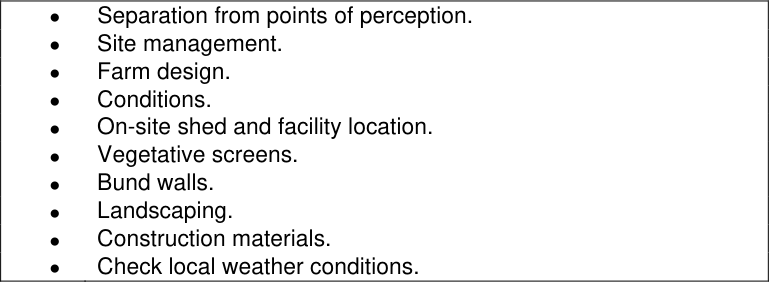 • Separation from points of perception.
• Site management.
• Farm design.
• Conditions.
• On-site shed and facility location.
• Vegetative screens.
• Bund walls.
• Landscaping.
• Construction materials.
• Check local weather conditions.